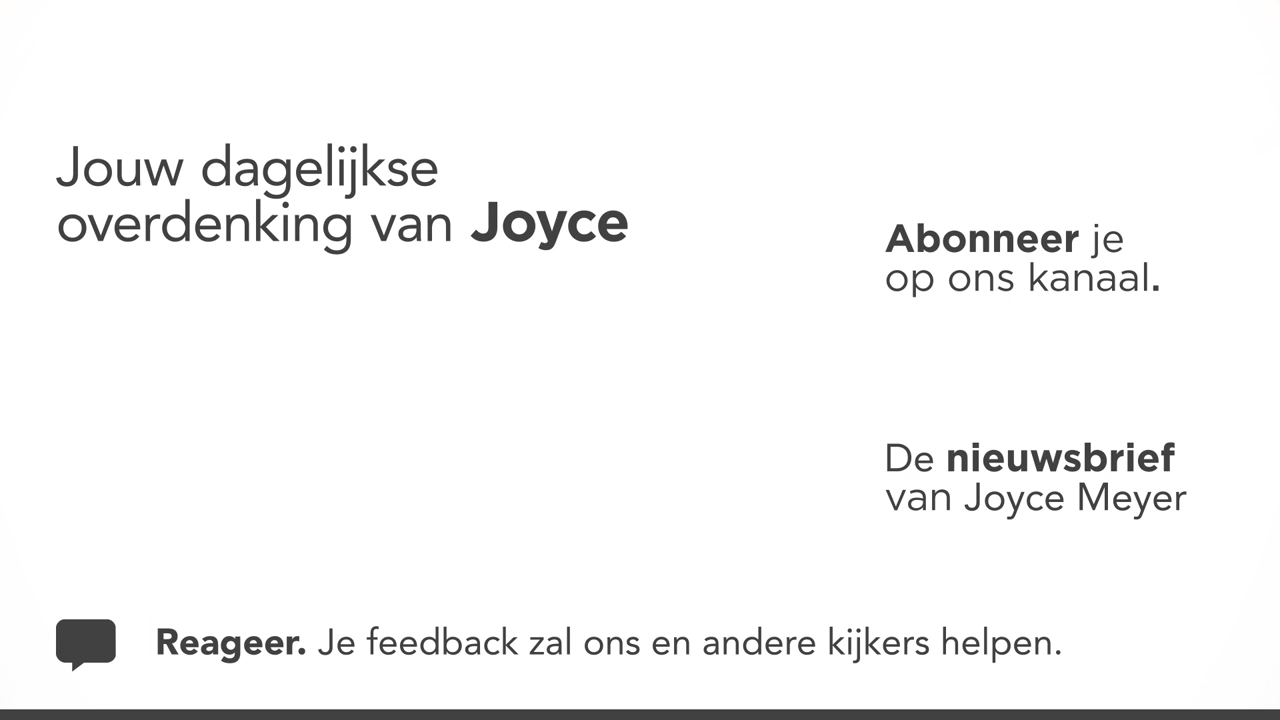 Jouw dagelijkse
overdenking van Joyce
Abonneer je
op ons kanaal.
De nieuwsbrief
van Joyce Meyer
Reageer. Je feedback zal ons en andere kijkers helpen.